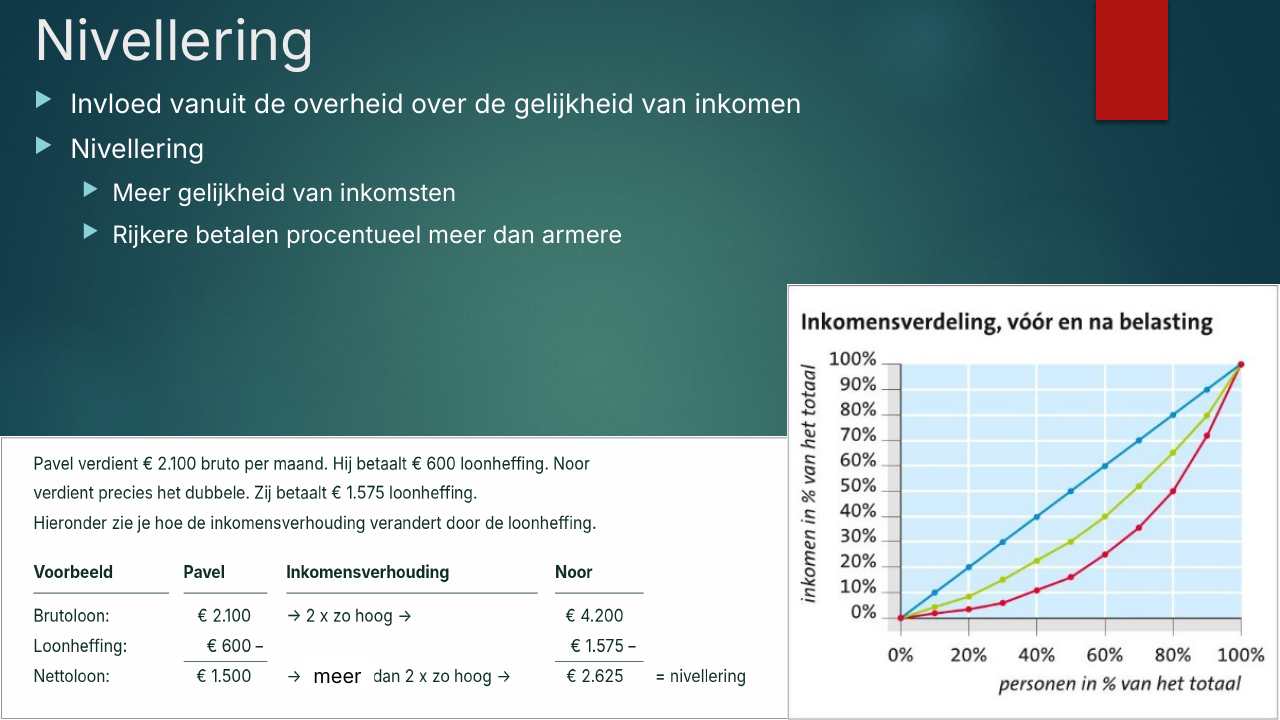 Nivellering
Invloed vanuit de overheid over de gelijkheid van inkomen
Nivellering
Meer gelijkheid van inkomsten
Rijkere betalen procentueel meer dan armere
Pavel verdient € 2.100 bruto per maand. Hij betaalt € 600 loonheffing. Noor
verdient precies het dubbele. Zij betaalt € 1.575 loonheffing.
Hieronder zie je hoe de inkomensverhouding verandert door de loonheffing.
Voorbeeld Pavel Inkomensverhouding Noor
Brutoloon: € 2.100 → 2 x zo hoog → € 4.200
Loonheffing: € 600 – € 1.575 –
Nettoloon: € 1.500 → meer dan 2 x zo hoog → € 2.625 = nivellering
Inkomensverdeling, vóór en na belasting
inkomen in % van het totaal
100%
90%
80%
70%
60%
50%
40%
30%
20%
10%
0%
0% 20% 40% 60% 80% 100%
personen in % van het totaal